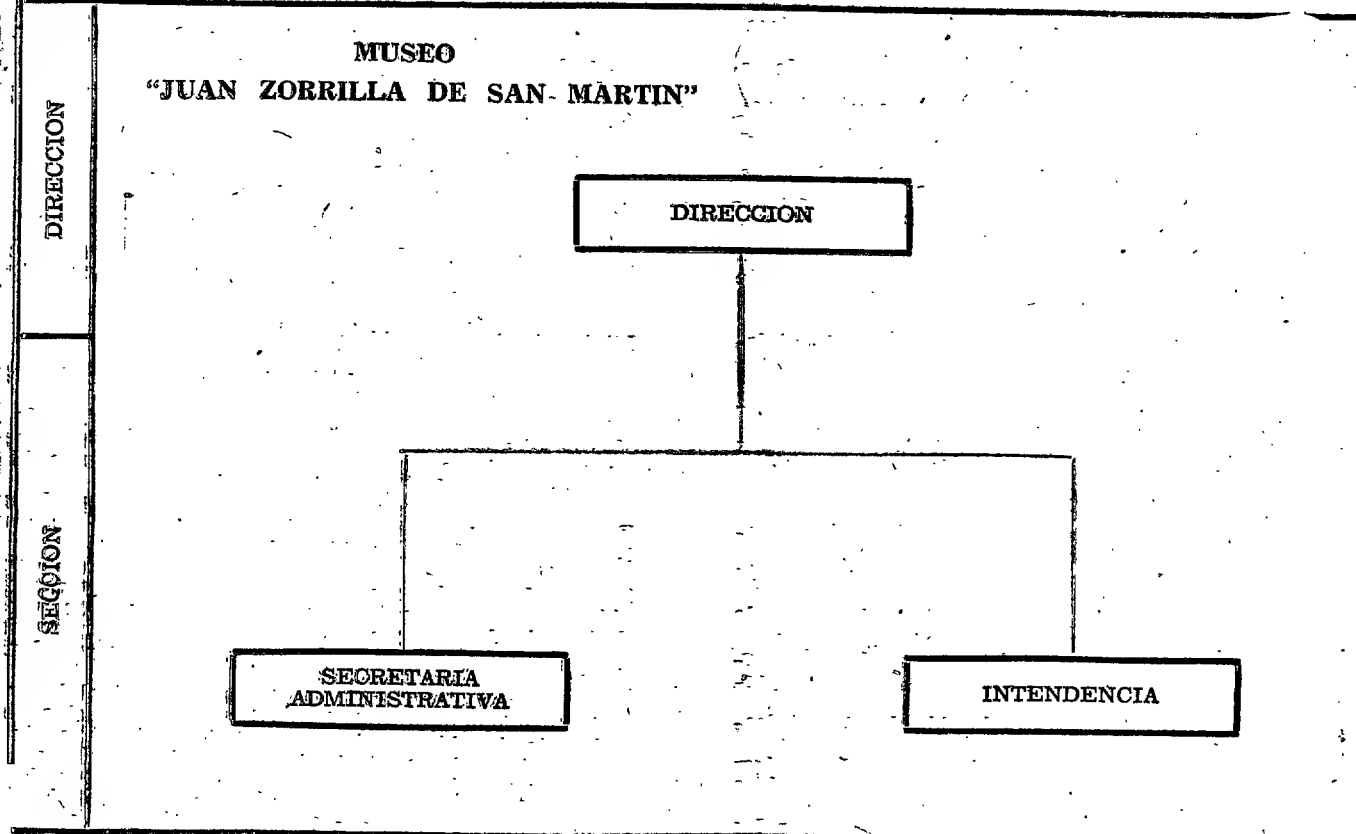 MUSEO
"JUAN ZORRILLA DE SAN MARTIN"
DIRECCION
DIRECCION
SECCION
SECRETARIA
ADMINISTRATIVA
INTENDENCIA